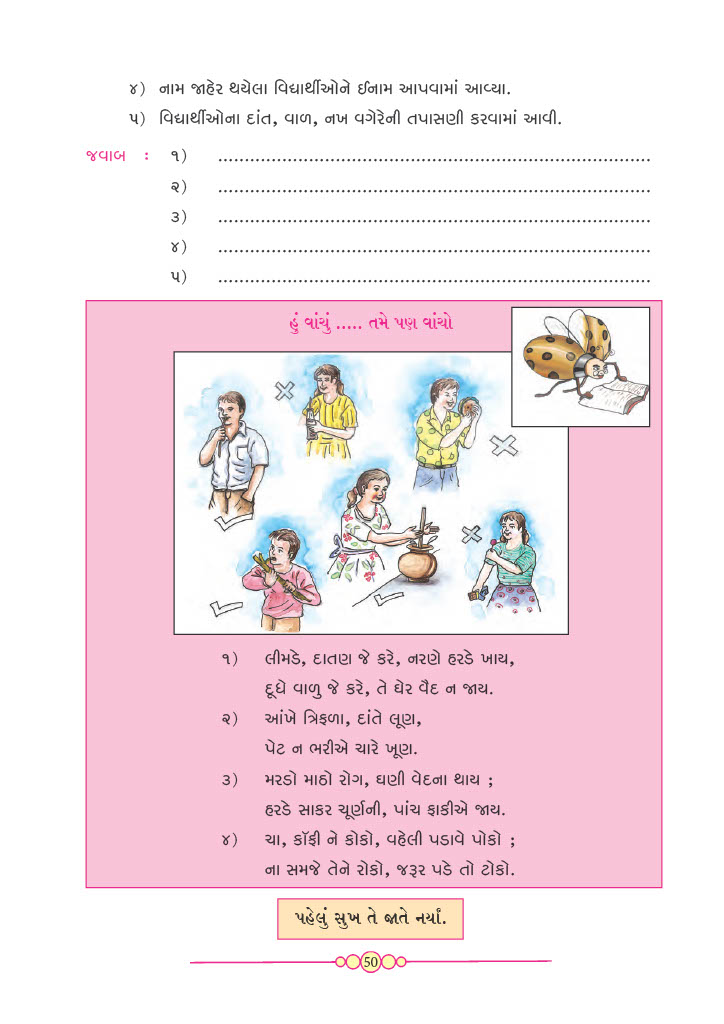 ૪) નામ જાહેર થયેલા વિદ્યાર્થીઓને ઈનામ આપવામાં આવ્યા.
૫) વિદ્યાર્થીઓના દાંત, વાળ, નખ વગેરેની તપાસણી કરવામાં આવી.
જવાબ : ૧) .................................................................................
૨) .................................................................................
૩) .................................................................................
૪) .................................................................................
૫) .................................................................................
હું વાંચું ..... તમે પણ વાંચો
૧) લીમડે, દાતણ જે કરે, નરણે હરડે ખાય,
દૂધે વાળુ જે કરે, તે ઘેર વૈદ ન જાય.
૨) આંખે ત્રિફળા, દાંતે લૂણ,
પેટ ન ભરીએ ચારે ખૂણ.
૩) મરડો માઠો રોગ, ઘણી વેદના થાય ;
હરડે સાકર ચૂર્ણની, પાંચ ફાકીએ જાય.
૪) ચા, કૉફી ને કોકો, વહેલી પડાવે પોકો ;
ના સમજે તેને રોકો, જરૂર પડે તો ટોકો.
પહેલું સુખ તે જાતે નર્યાં.
50